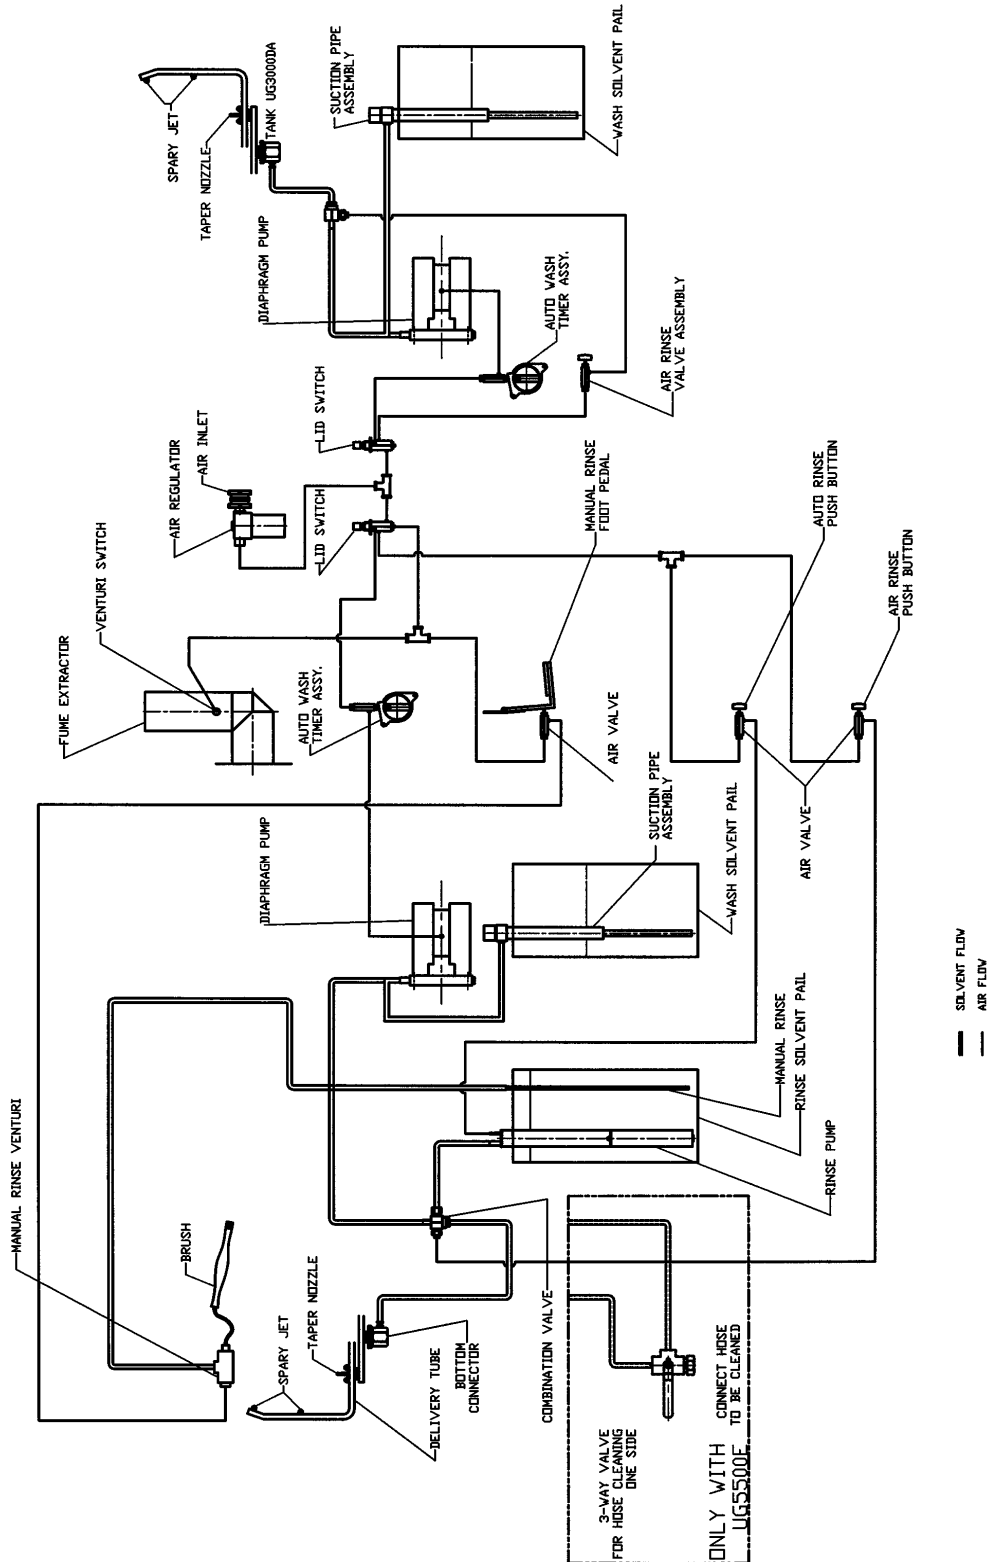 MANUAL RINSE VENTURI
BRUSH
SPARY JET
TAPER NOZZLE
DELIVERY TUBE
BOTTOM
CONNECTOR
COMBINATION VALVE
3-WAY VALVE
FOR HOSE CLEANING
ONE SIDE
ONLY WITH
UG5500E
CONNECT HOSE
TO BE CLEANED
RINSE PUMP
RINSE SOLVENT PAIL
MANUAL RINSE
SOLVENT FLOW
AIR FLOW
DIAPHRAGM PUMP
SUCTION PIPE
ASSEMBLY
WASH SOLVENT PAIL
AIR VALVE
FUME EXTRACTOR
VENTURI SWITCH
AUTO WASH
TIMER ASSY.
AIR VALVE
MANUAL RINSE
FOOT PEDAL
AUTO RINSE
PUSH BUTTON
AIR RINSE
PUSH BUTTON
AIR REGULATOR
AIR INLET
LID SWITCH
LID SWITCH
DIAPHRAGM PUMP
AUTO WASH
TIMER ASSY.
AIR RINSE
VALVE ASSEMBLY
SPARY JET
TAPER NOZZLE
TANK UG3000DA
SUCTION PIPE
ASSEMBLY
WASH SOLVENT PAIL